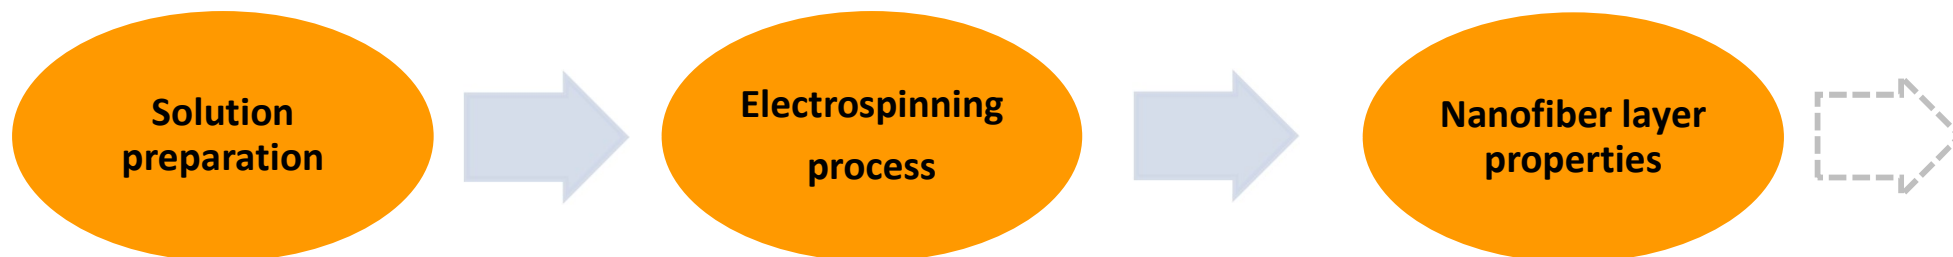 Solution
preparation
Electrospinning
process
Nanofiber layer
properties